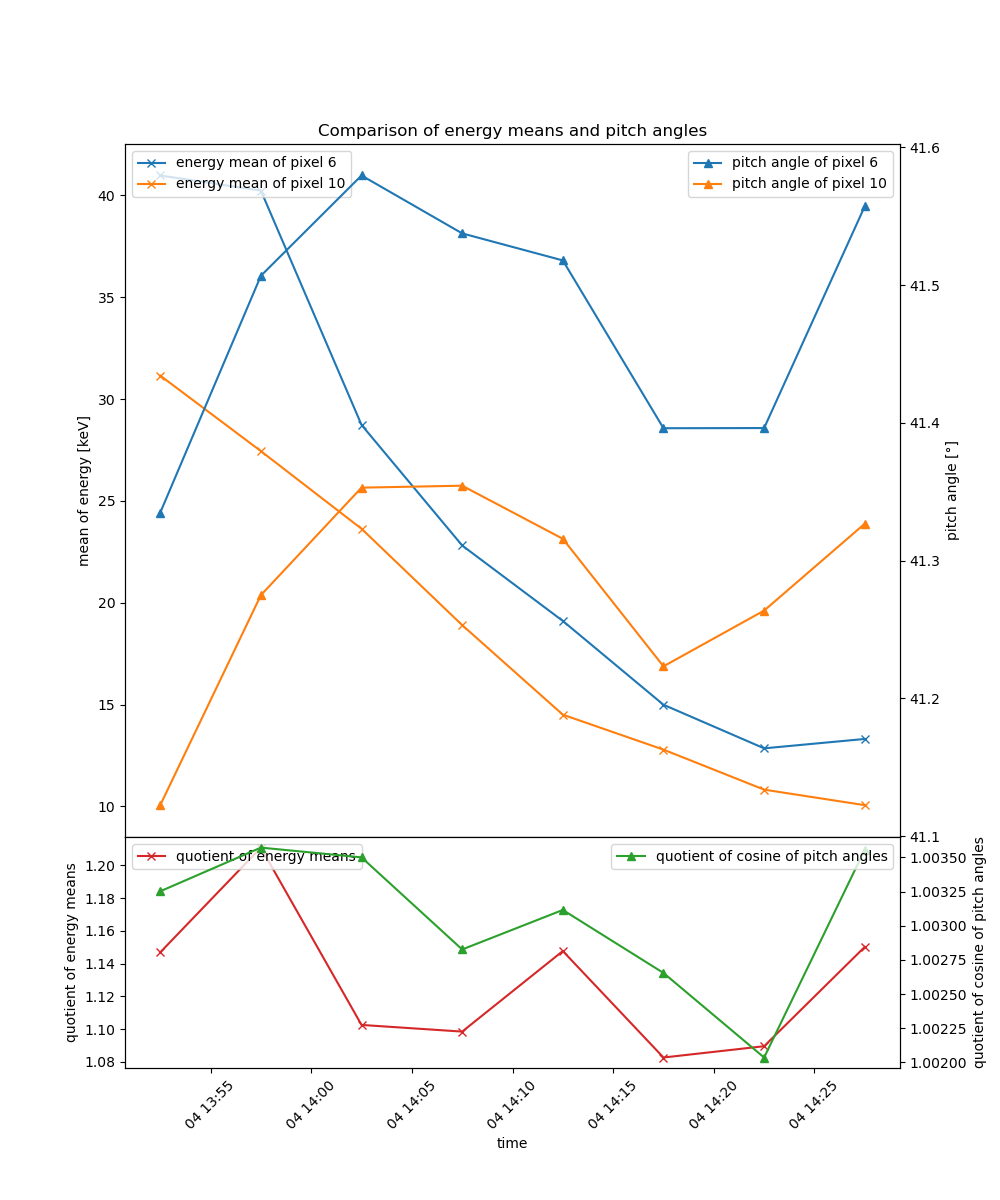 Comparison of energy means and pitch angles
energy mean of pixel 6
energy mean of pixel 10
pitch angle of pixel 6
pitch angle of pixel 10
40
35
30
25
20
15
10
mean of energy [keV]
41.6
41.5
41.4
41.3
41.2
41.1
pitch angle [°]
quotient of energy means
quotient of cosine of pitch angles
1.20
1.18
1.16
1.14
1.12
1.10
1.08
quotient of energy means
1.00350
1.00325
1.00300
1.00275
1.00250
1.00225
1.00200
quotient of cosine of pitch angles
04 13:55
04 14:00
04 14:05
04 14:10
04 14:15
04 14:20
04 14:25
time